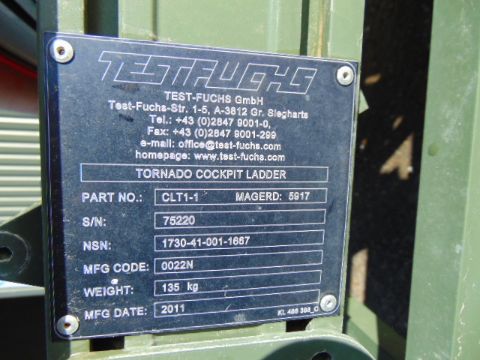 TESTFUCHS
TEST-FUCHS GmbH
Test-Fuchs-Str. 1-5, A-3812 Gr. Siegharts
Tel.: +43 (0)2847 9001-0,
Fax: +43 (0)2847 9001-299
e-mail: office@test-fuchs.com
homepage: www.test-fuchs.com
TORNADO COCKPIT LADDER
PART NO.: CLT1-1 MAGERD: 5917
S/N: 75220
NSN: 1730-41-001-1667
MFG CODE: 0022N
WEIGHT: 135 kg
MFG DATE: 2011